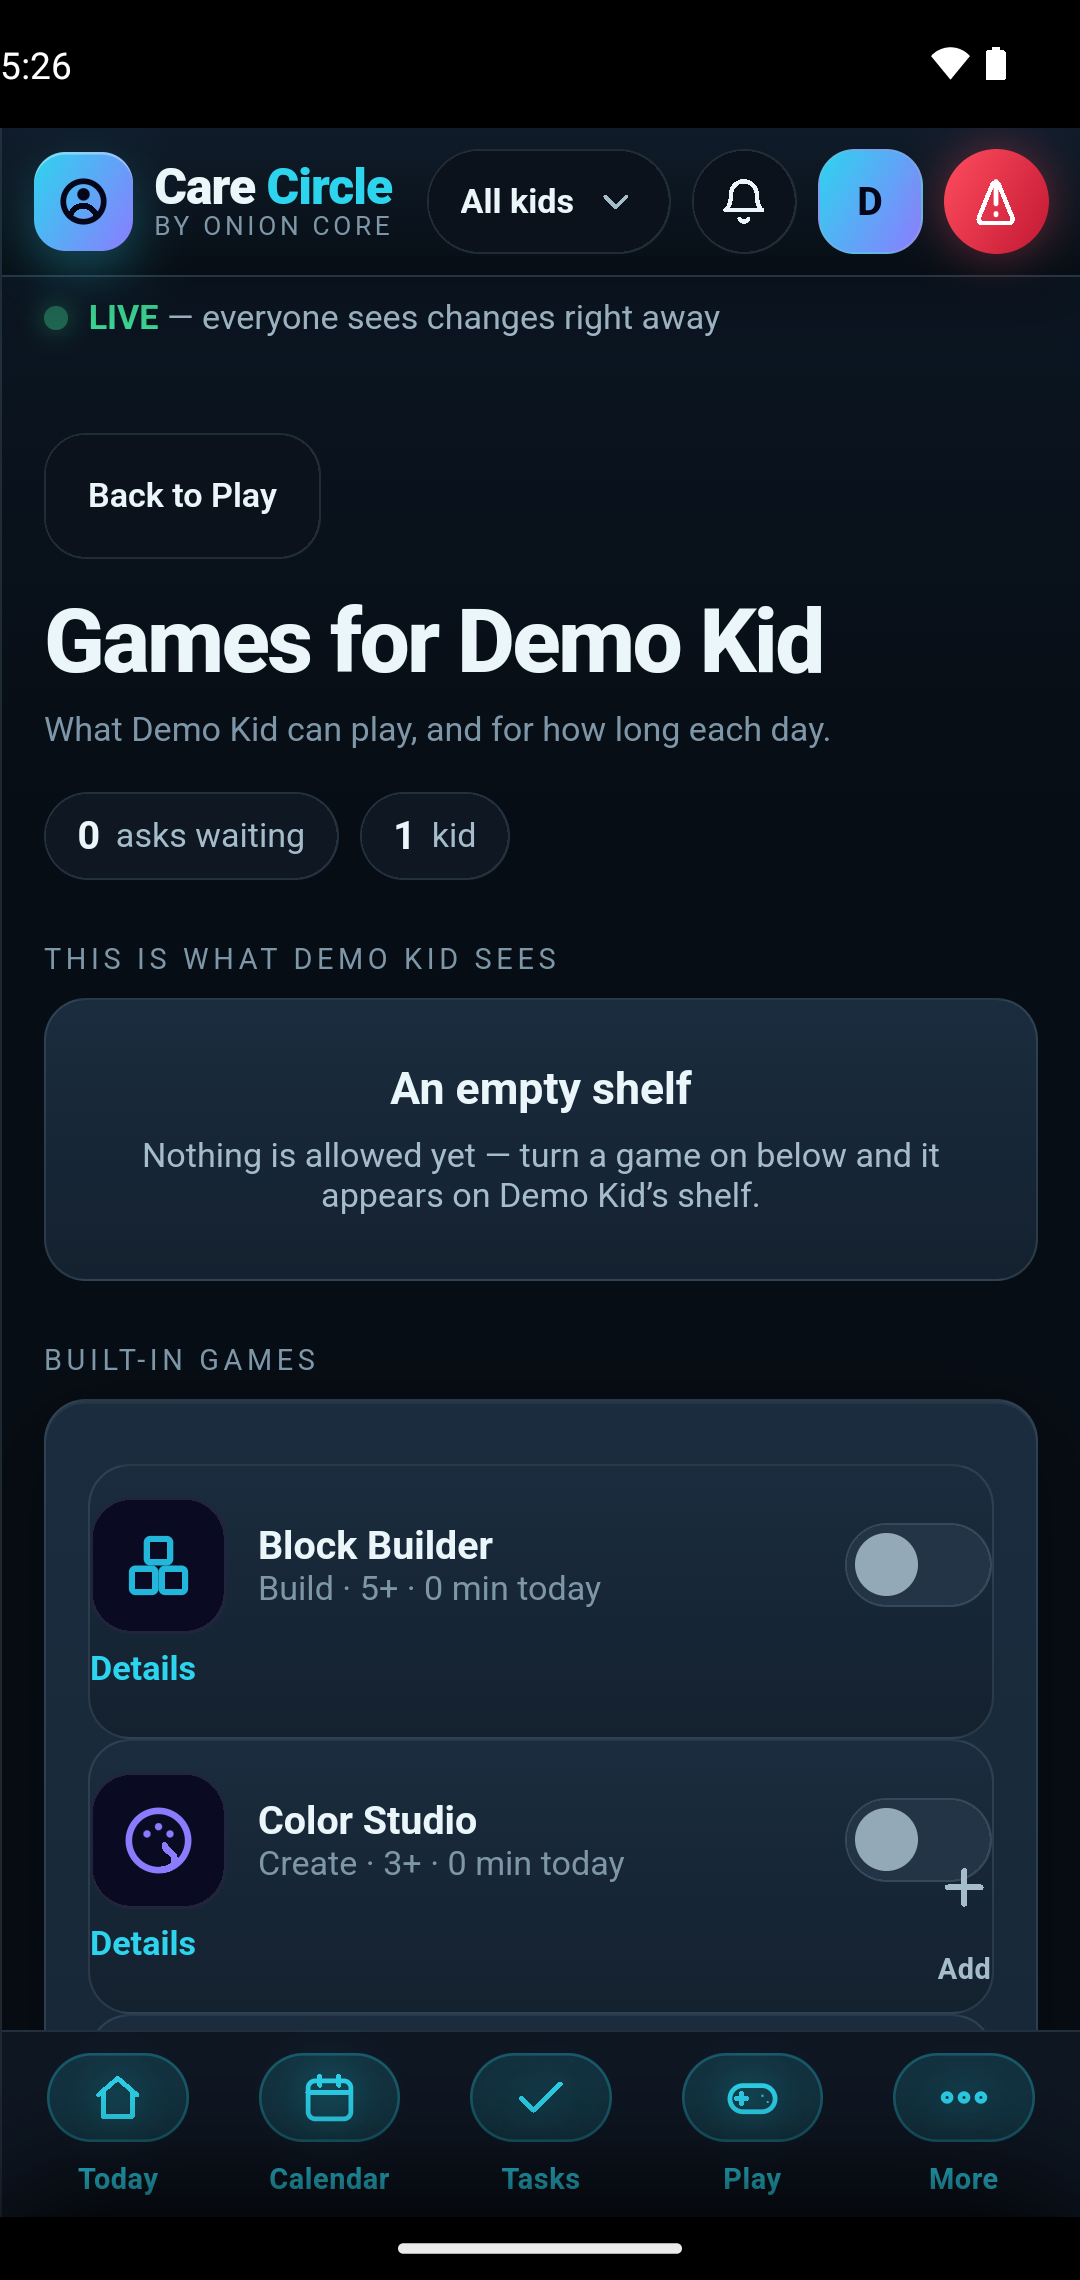 5:26
Care Circle
BY ONION CORE
All kids
D
LIVE — everyone sees changes right away
Back to Play
Games for Demo Kid
What Demo Kid can play, and for how long each day.
0 asks waiting
1 kid
THIS IS WHAT DEMO KID SEES
An empty shelf
Nothing is allowed yet — turn a game on below and it
appears on Demo Kid’s shelf.
BUILT-IN GAMES
Block Builder
Build · 5+ · 0 min today
Details
Color Studio
Create · 3+ · 0 min today
Details
Add
Today
Calendar
Tasks
Play
More